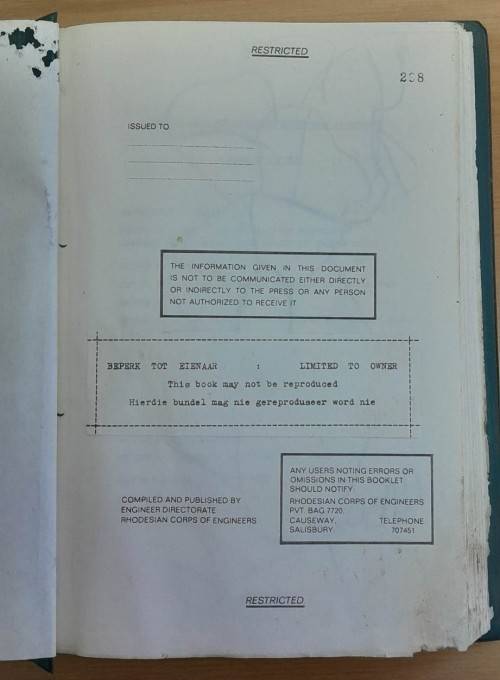 RESTRICTED
208
ISSUED TO
THE INFORMATION GIVEN IN THIS DOCUMENT
IS NOT TO BE COMMUNICATED EITHER DIRECTLY
OR INDIRECTLY TO THE PRESS OR ANY PERSON
NOT AUTHORIZED TO RECEIVE IT
BEPERK TOT EIENAAR : LIMITED TO OWNER
This book may not be reproduced
Hierdie bundel mag nie gereproduseer word nie
COMPILED AND PUBLISHED BY
ENGINEER DIRECTORATE
RHODESIAN CORPS OF ENGINEERS
ANY USERS NOTING ERRORS OR
OMISSIONS IN THIS BOOKLET
SHOULD NOTIFY
RHODESIAN CORPS OF ENGINEERS
PVT. BAG 7720,
CAUSEWAY, TELEPHONE
SALISBURY. 707451
RESTRICTED